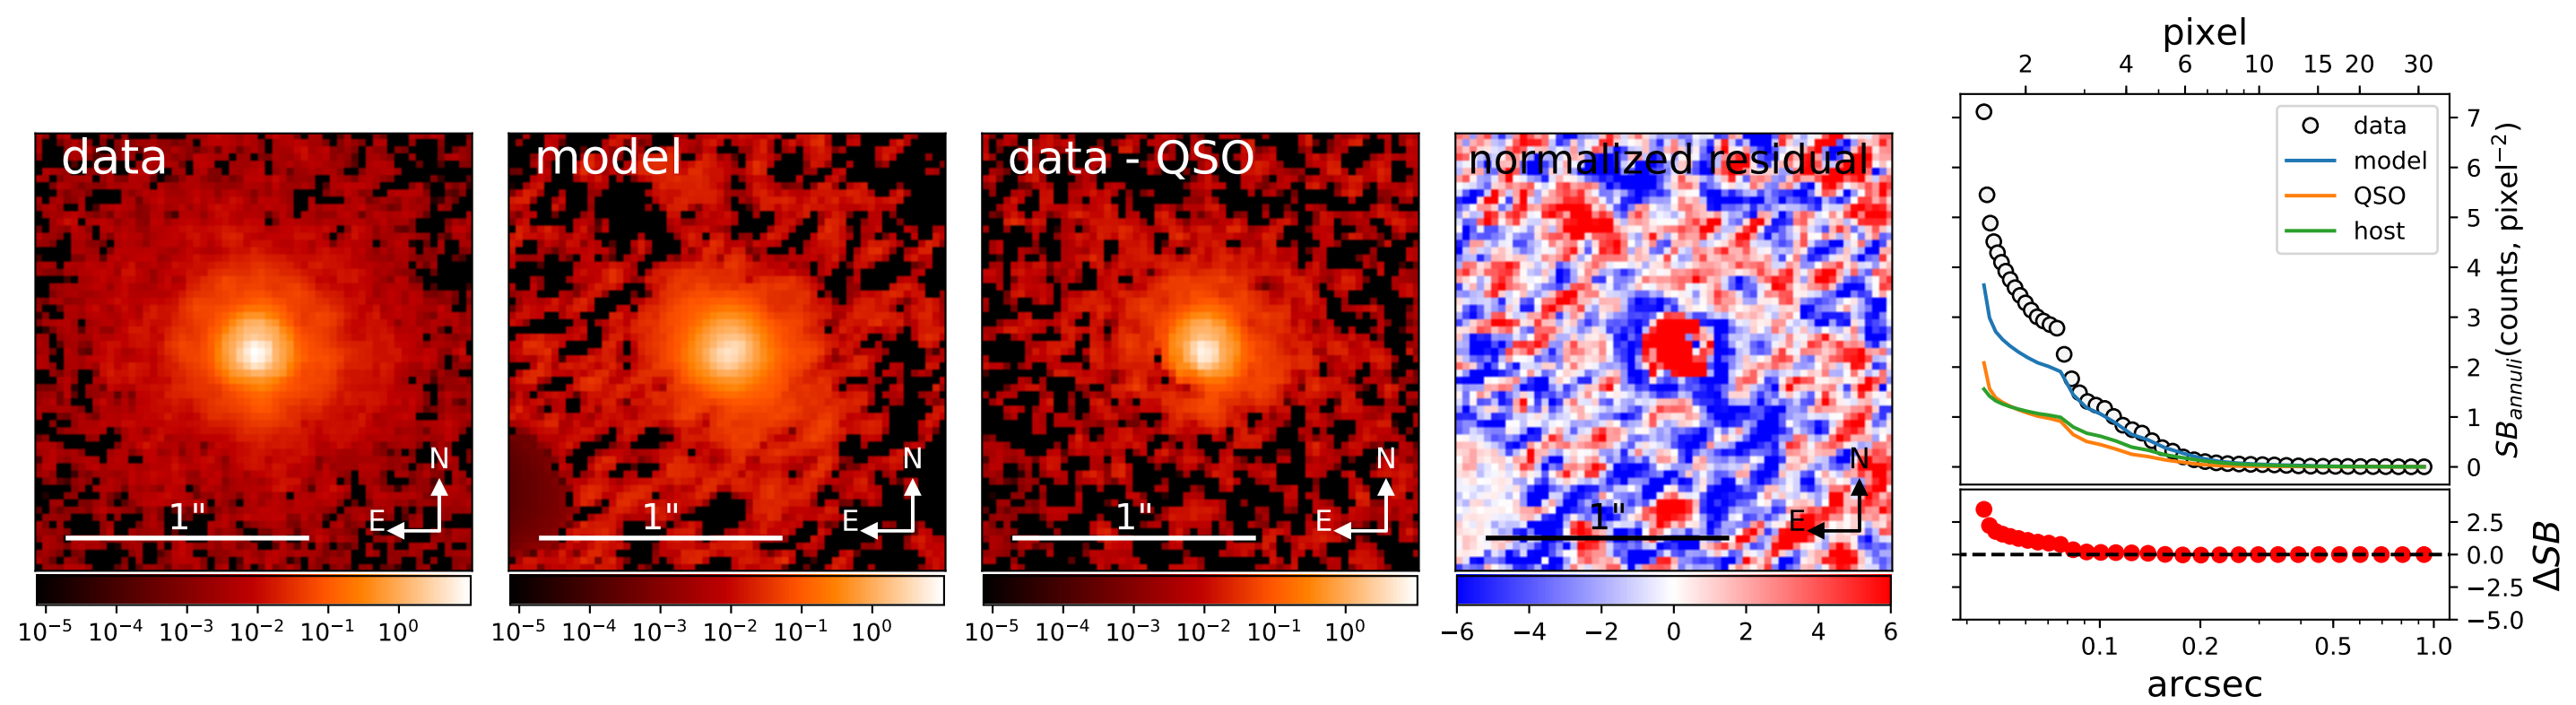 data
N
E
1"
10⁻⁵ 10⁻⁴ 10⁻³ 10⁻² 10⁻¹ 10⁰
model
N
E
1"
10⁻⁵ 10⁻⁴ 10⁻³ 10⁻² 10⁻¹ 10⁰
data - QSO
N
E
1"
10⁻⁵ 10⁻⁴ 10⁻³ 10⁻² 10⁻¹ 10⁰
normalized residual
N
E
1"
−6 −4 −2 0 2 4 6
pixel
2 4 6 10 15 20 30
data
model
QSO
host
7
6
5
4
3
2
1
0
SB_annuli(counts, pixel⁻²)
2.5
0.0
−2.5
−5.0
ΔSB
0.1 0.2 0.5 1.0
arcsec